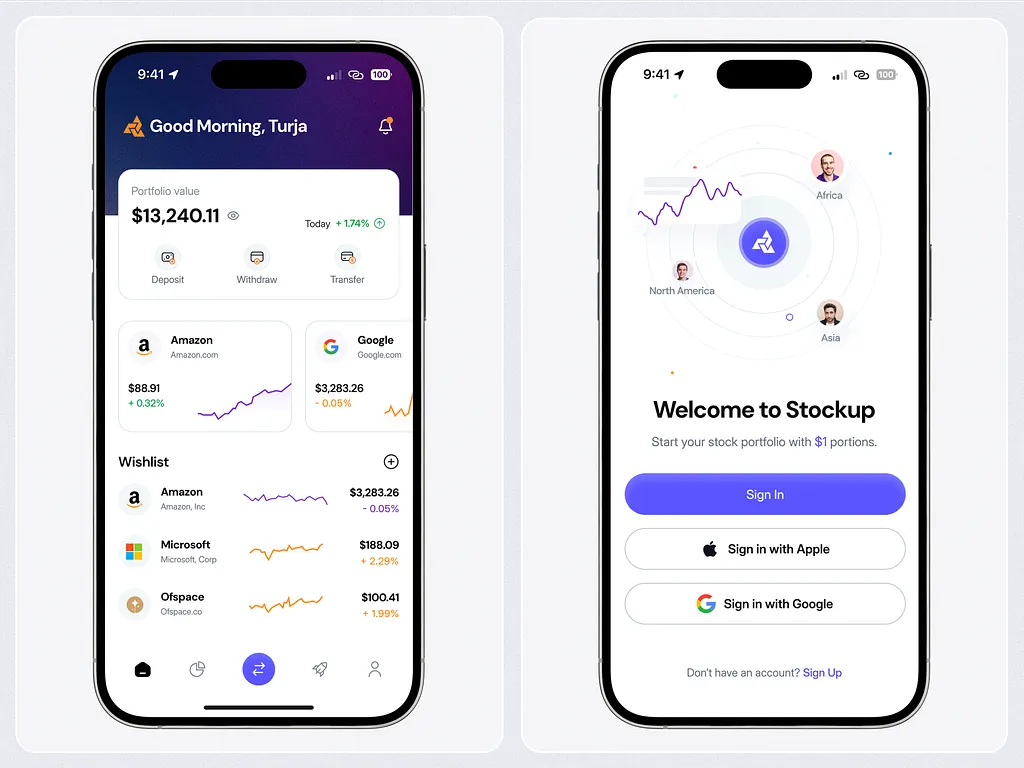 9:41
100
Good Morning, Turja
Portfolio value
$13,240.11
Today + 1.74%
Deposit Withdraw Transfer
a Amazon
Amazon.com
$88.91
+ 0.32%
G Google
Google.com
$3,283.26
- 0.05%
Wishlist
a Amazon $3,283.26
Amazon, Inc - 0.05%
Microsoft $188.09
Microsoft, Corp + 2.29%
Ofspace $100.41
Ofspace.co + 1.99%
9:41
100
Africa
North America
Asia
Welcome to Stockup
Start your stock portfolio with $1 portions.
Sign In
Sign in with Apple
G Sign in with Google
Don't have an account? Sign Up